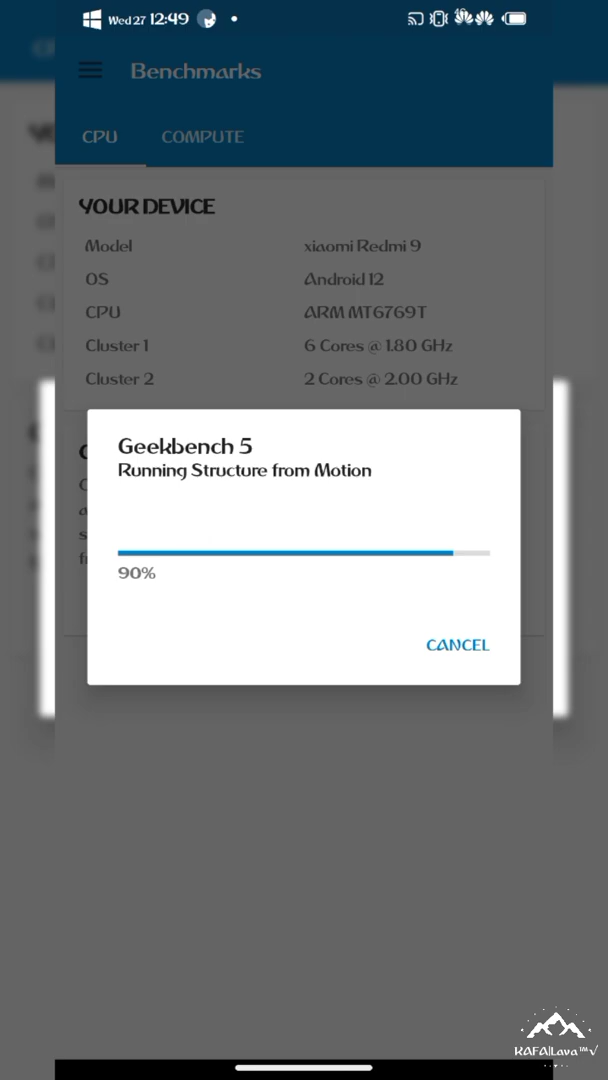 Wed 27 12:49
Benchmarks
CPU COMPUTE
YOUR DEVICE
Model xiaomi Redmi 9
OS Android 12
CPU ARM MT6769T
Cluster 1 6 Cores @ 1.80 GHz
Cluster 2 2 Cores @ 2.00 GHz
Geekbench 5
Running Structure from Motion
90%
CANCEL
KAFA|Lava™√